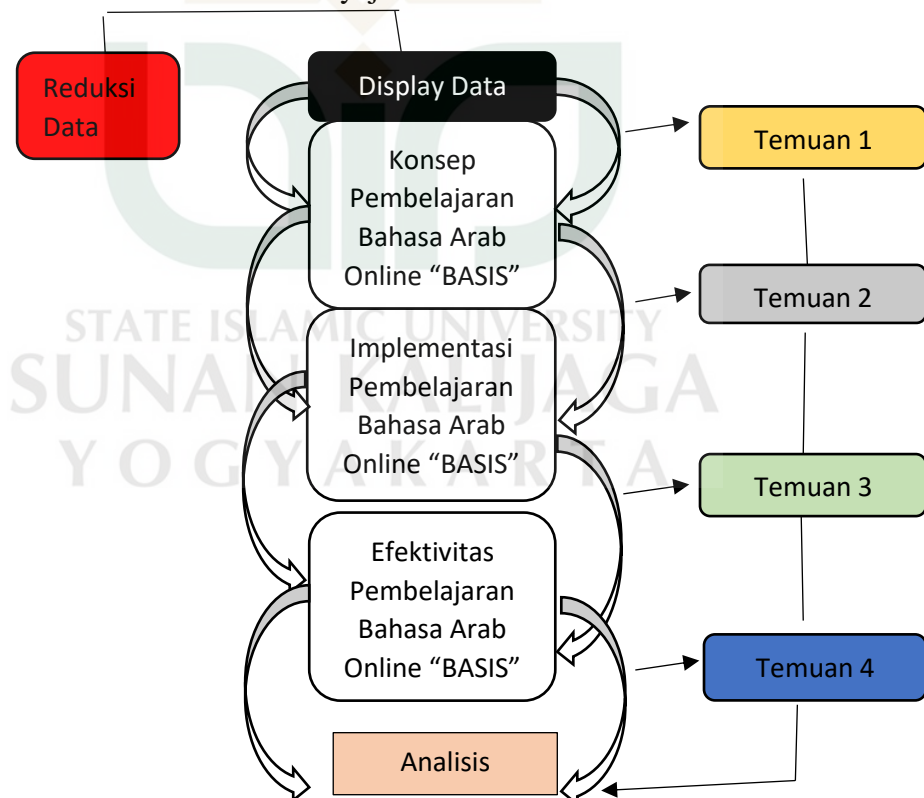 Reduksi
Data
Display Data
Konsep
Pembelajaran
Bahasa Arab
Online “BASIS”
Implementasi
Pembelajaran
Bahasa Arab
Online “BASIS”
Efektivitas
Pembelajaran
Bahasa Arab
Online “BASIS”
Analisis
Temuan 1
Temuan 2
Temuan 3
Temuan 4
STATE ISLAMIC UNIVERSITY
SUNAN KALIJAGA
YOGYAKARTA